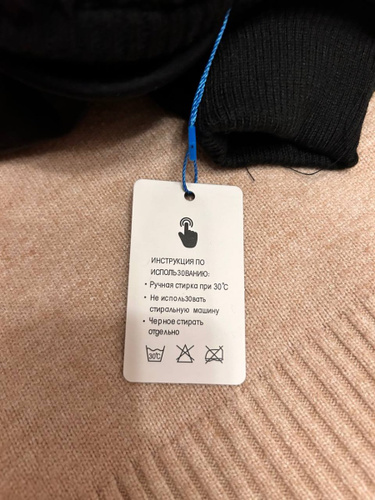 ИНСТРУКЦИЯ ПО
ИСПОЛЬЗОВАНИЮ:
• Ручная стирка при 30℃
• Не использовать
стиральную машину
• Черное стирать
отдельно
30℃